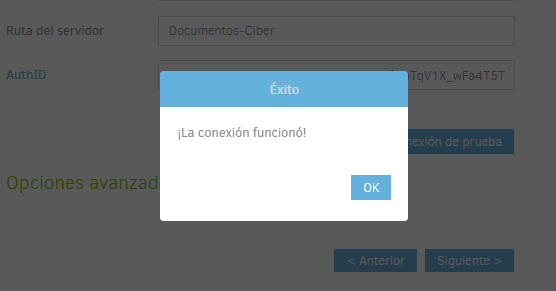 Ruta del servidor
Documentos-Ciber
AuthID
TqV1X_wFa4T5T
Éxito
¡La conexión funcionó!
nexión de prueba
Opciones avanzad
OK
< Anterior
Siguiente >